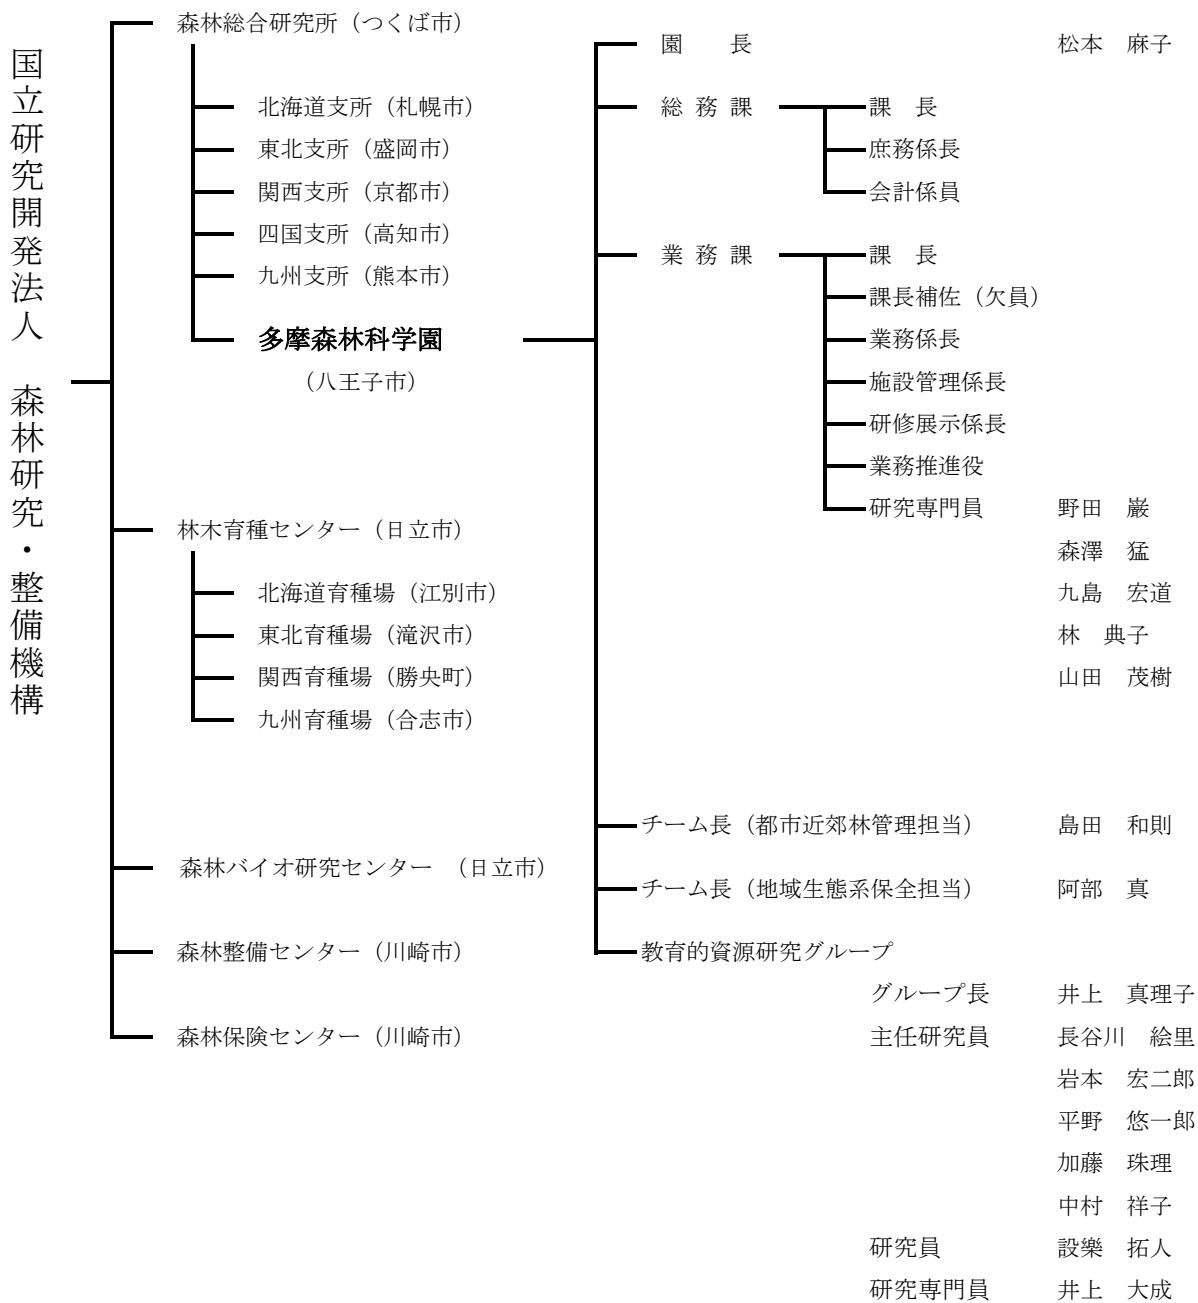 国立研究開発法人　森林研究・整備機構
森林総合研究所（つくば市）
北海道支所（札幌市）
東北支所（盛岡市）
関西支所（京都市）
四国支所（高知市）
九州支所（熊本市）
多摩森林科学園
（八王子市）
林木育種センター（日立市）
北海道育種場（江別市）
東北育種場（滝沢市）
関西育種場（勝央町）
九州育種場（合志市）
森林バイオ研究センター　（日立市）
森林整備センター（川崎市）
森林保険センター（川崎市）
園　　長　松本　麻子
総 務 課　課　長
庶務係長
会計係員
業 務 課　課　長
課長補佐（欠員）
業務係長
施設管理係長
研修展示係長
業務推進役
研究専門員　野田　巌
森澤　猛
九島　宏道
林　典子
山田　茂樹
チーム長（都市近郊林管理担当）　島田　和則
チーム長（地域生態系保全担当）　阿部　真
教育的資源研究グループ
グループ長　井上　真理子
主任研究員　長谷川　絵里
岩本　宏二郎
平野　悠一郎
加藤　珠理
中村　祥子
研究員　設樂　拓人
研究専門員　井上　大成